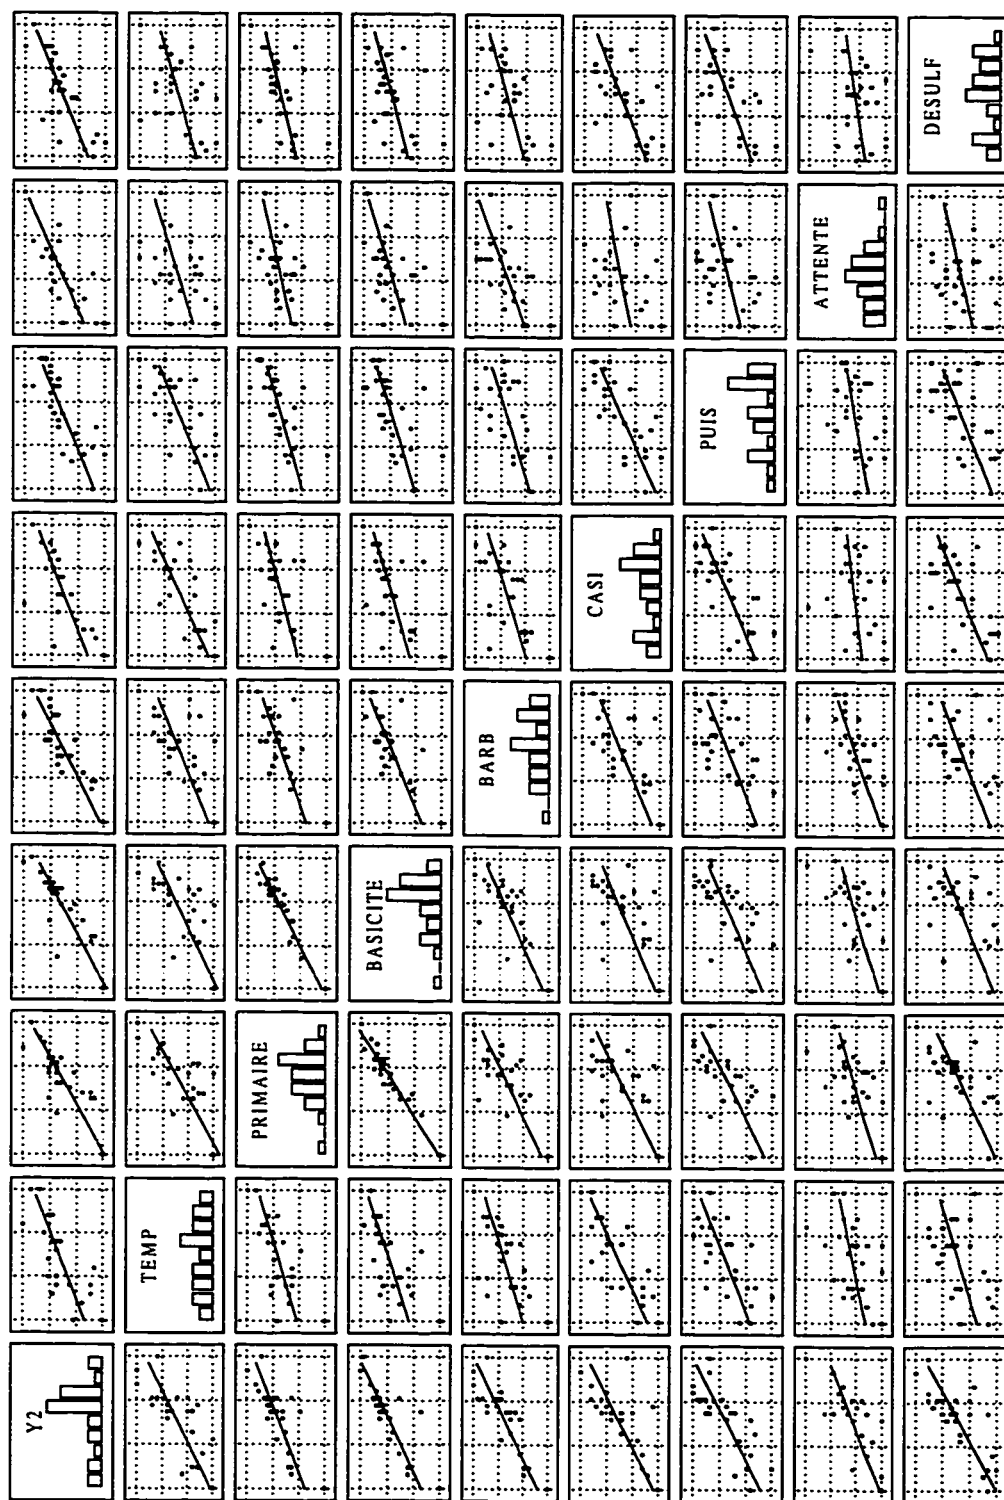 Y2
TEMP
PRIMAIRE
BASICITE
BARB
CASI
PUIS
ATTENTE
DESULF